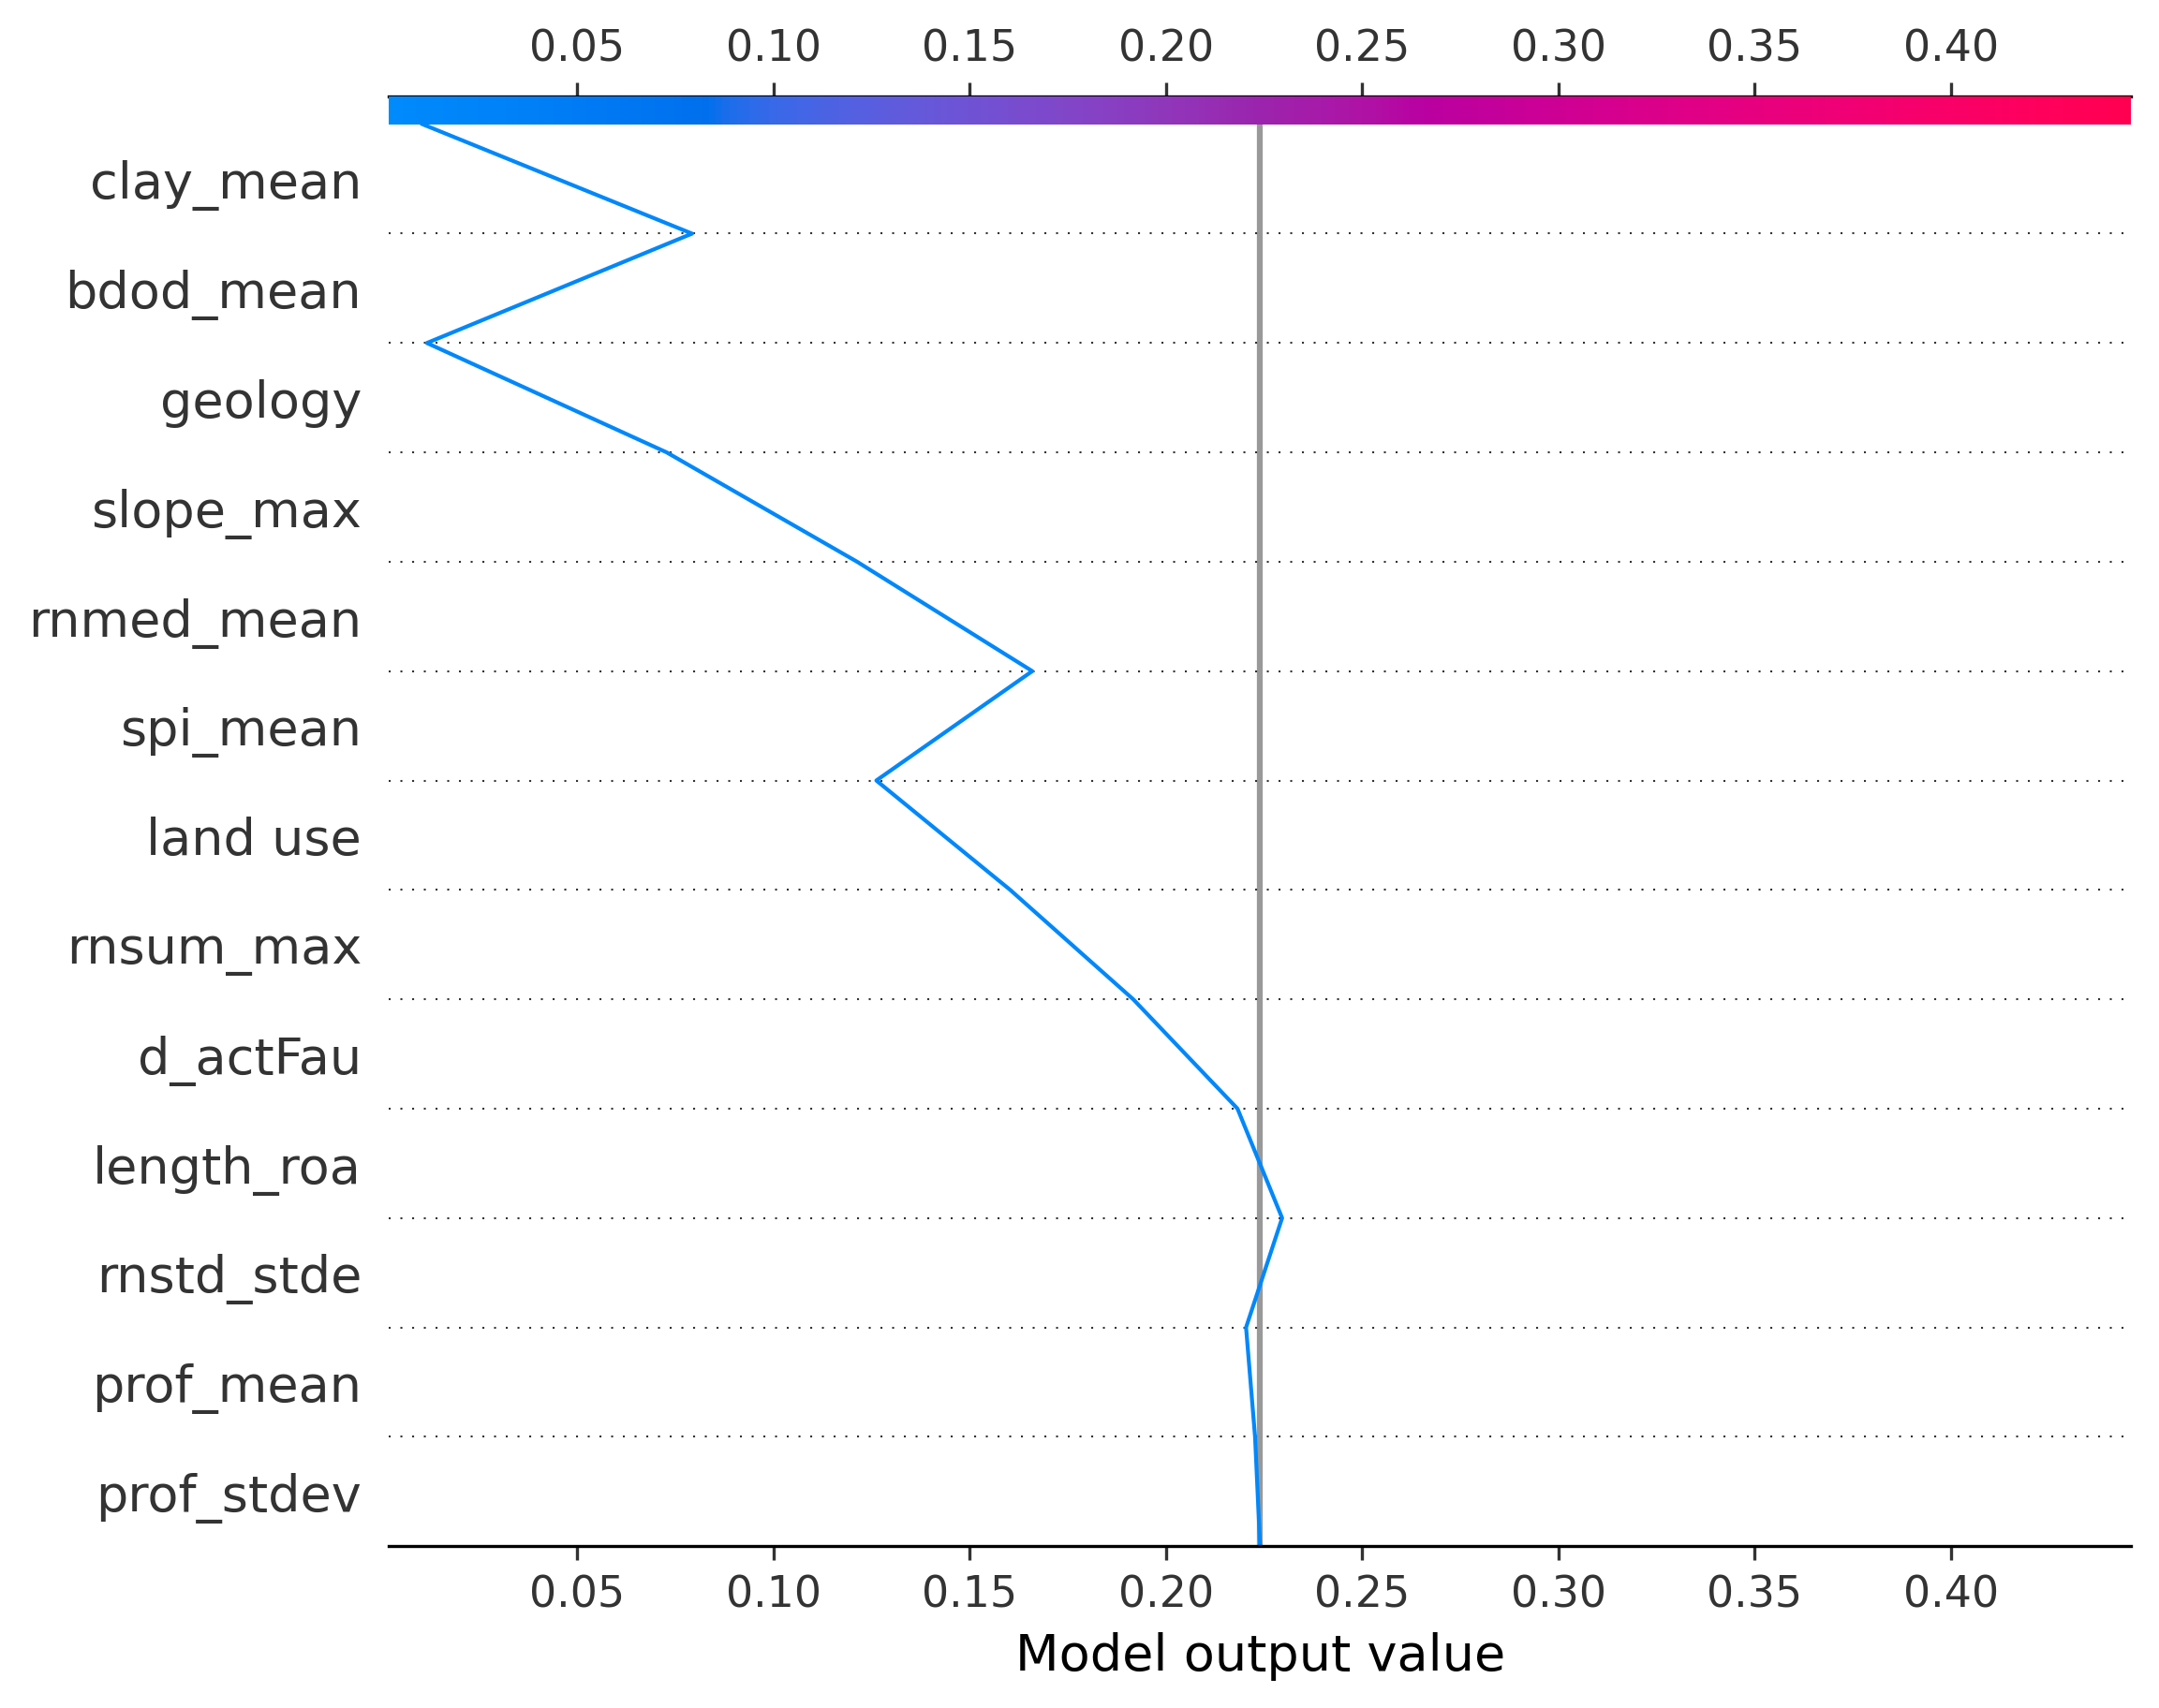 0.05 0.10 0.15 0.20 0.25 0.30 0.35 0.40
clay_mean
bdod_mean
geology
slope_max
rnmed_mean
spi_mean
land use
rnsum_max
d_actFau
length_roa
rnstd_stde
prof_mean
prof_stdev
0.05 0.10 0.15 0.20 0.25 0.30 0.35 0.40
Model output value